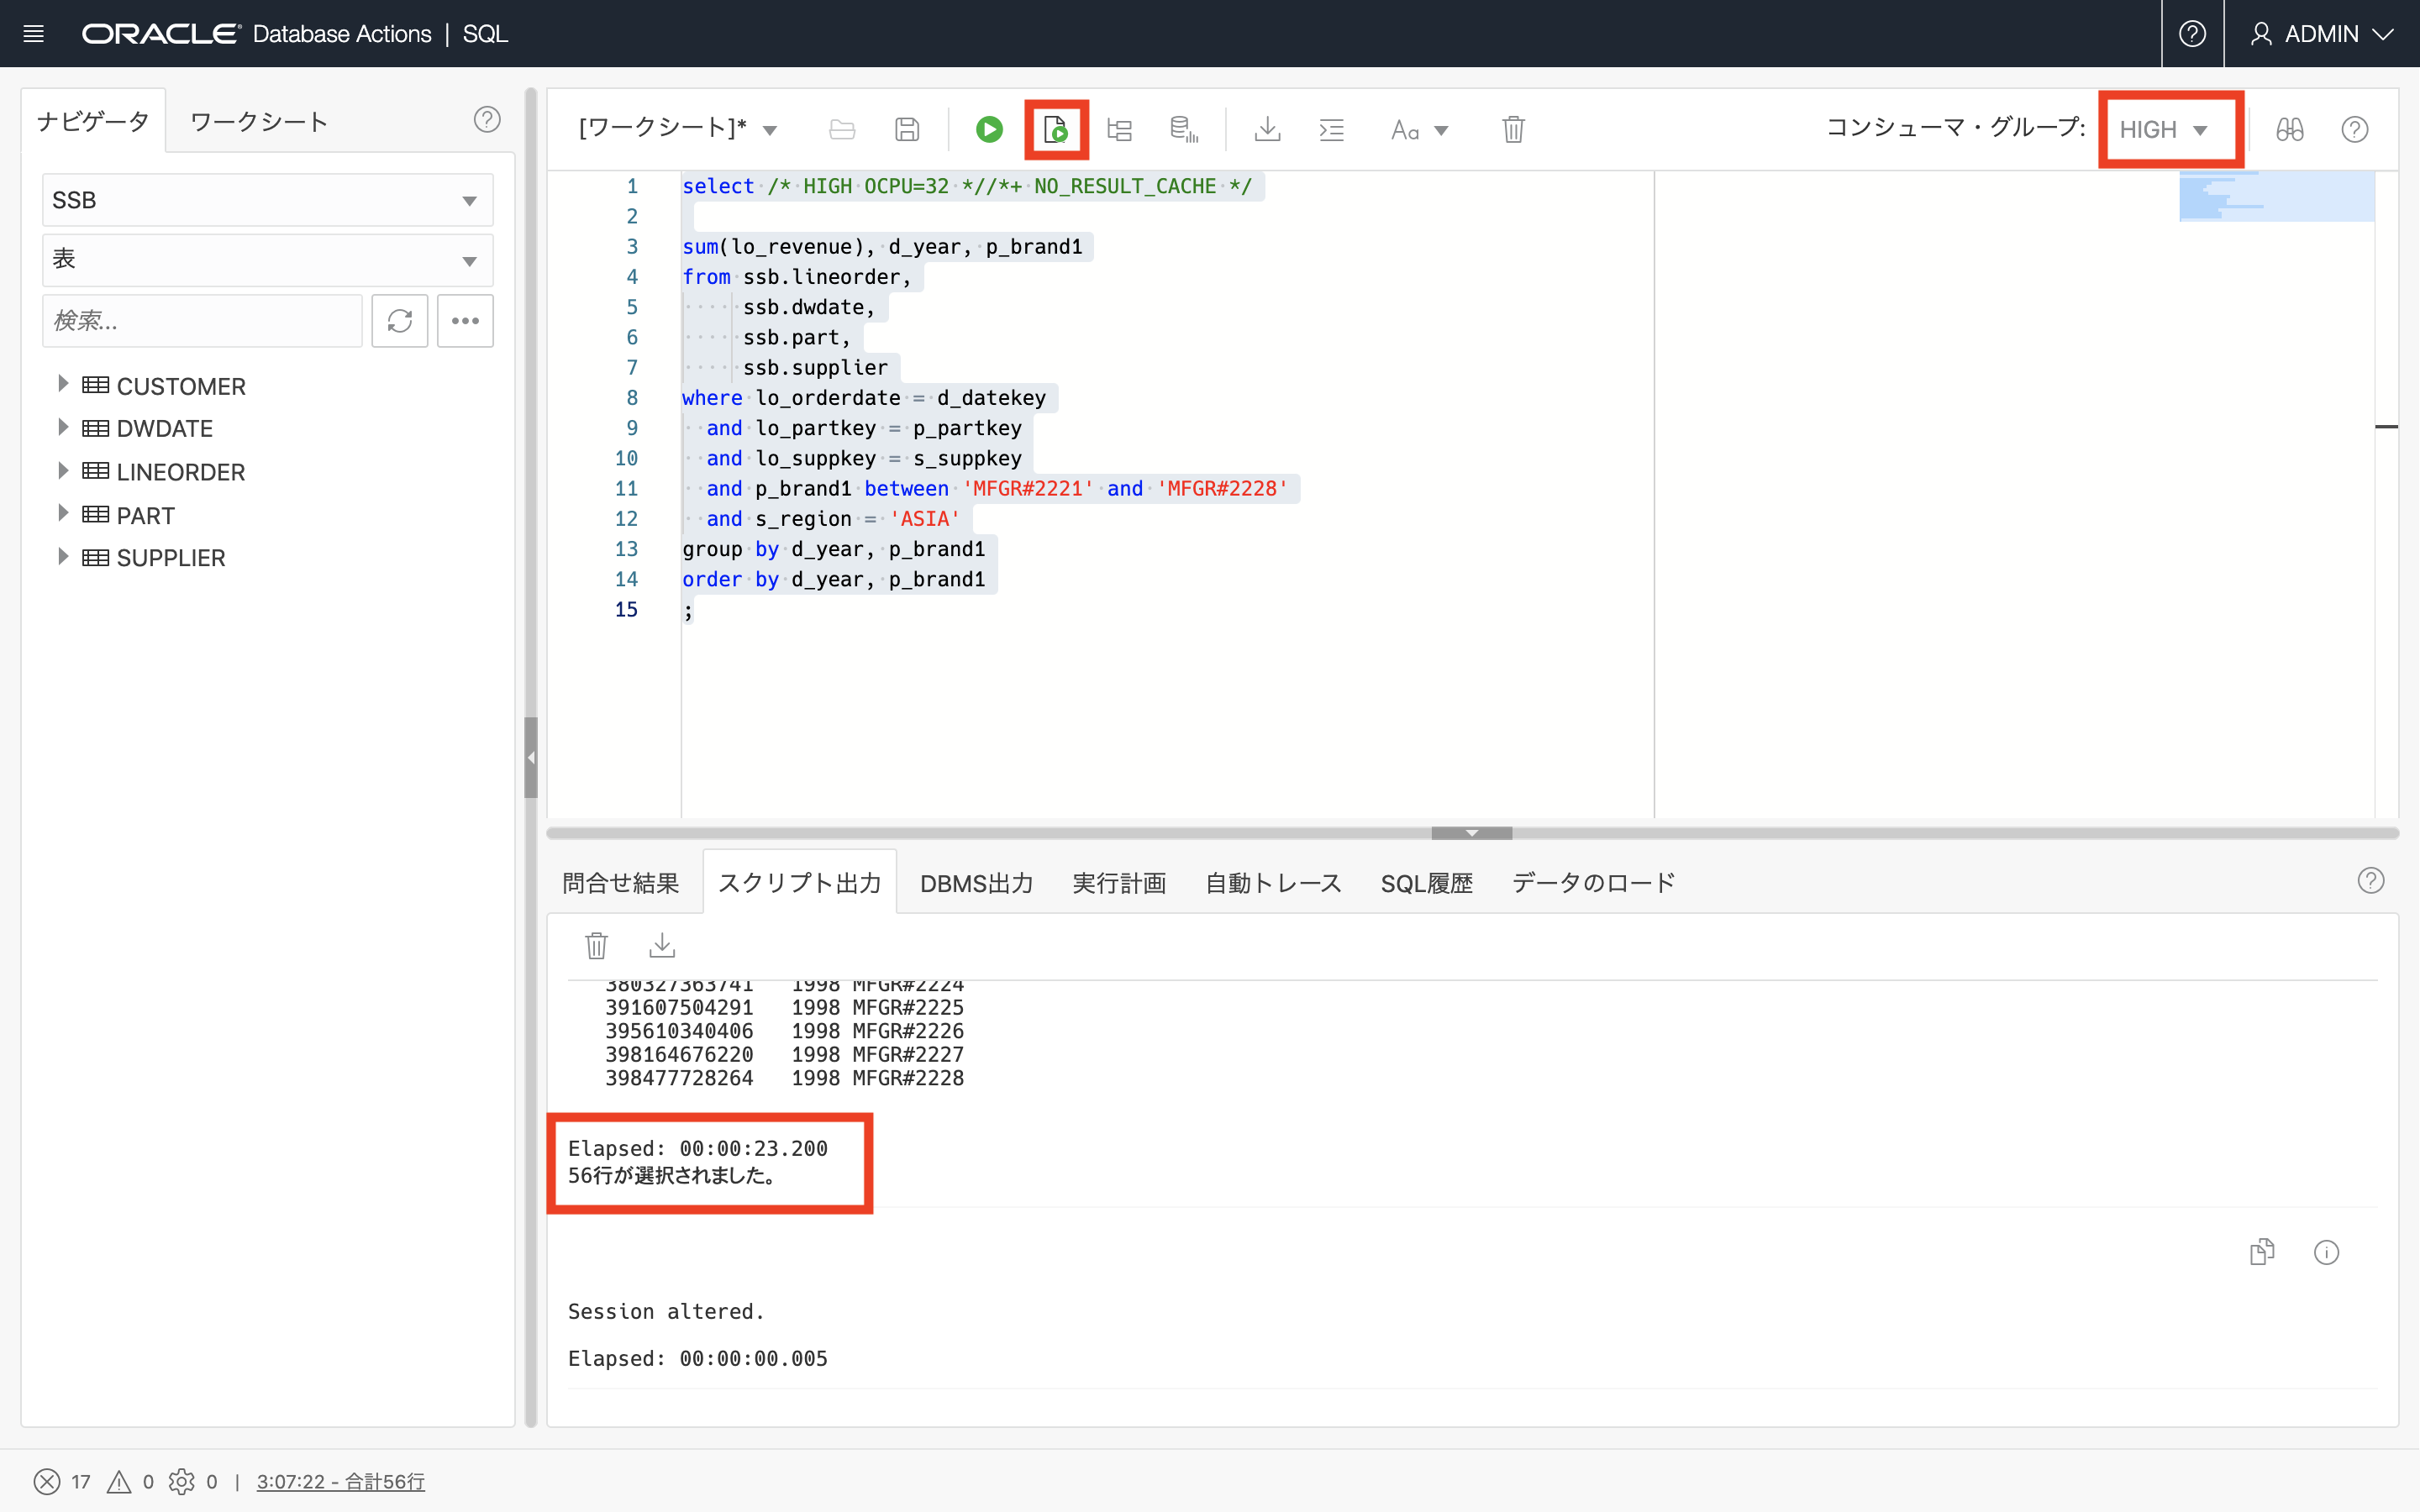 ORACLE Database Actions | SQL
ADMIN
ナビゲータ
ワークシート
SSB
表
検索...
CUSTOMER
DWDATE
LINEORDER
PART
SUPPLIER
[ワークシート]*
Aa
コンシューマ・グループ:
HIGH
1 select /* HIGH OCPU=32 *//*+ NO_RESULT_CACHE */
2
3 sum(lo_revenue), d_year, p_brand1
4 from ssb.lineorder,
5 ssb.dwdate,
6 ssb.part,
7 ssb.supplier
8 where lo_orderdate = d_datekey
9 and lo_partkey = p_partkey
10 and lo_suppkey = s_suppkey
11 and p_brand1 between 'MFGR#2221' and 'MFGR#2228'
12 and s_region = 'ASIA'
13 group by d_year, p_brand1
14 order by d_year, p_brand1
15 ;
問合せ結果 スクリプト出力 DBMS出力 実行計画 自動トレース SQL履歴 データのロード
380327363741 1998 MFGR#2224
391607504291 1998 MFGR#2225
395610340406 1998 MFGR#2226
398164676220 1998 MFGR#2227
398477728264 1998 MFGR#2228
Elapsed: 00:00:23.200
56行が選択されました。
Session altered.
Elapsed: 00:00:00.005
17 0 0 | 3:07:22 - 合計56行